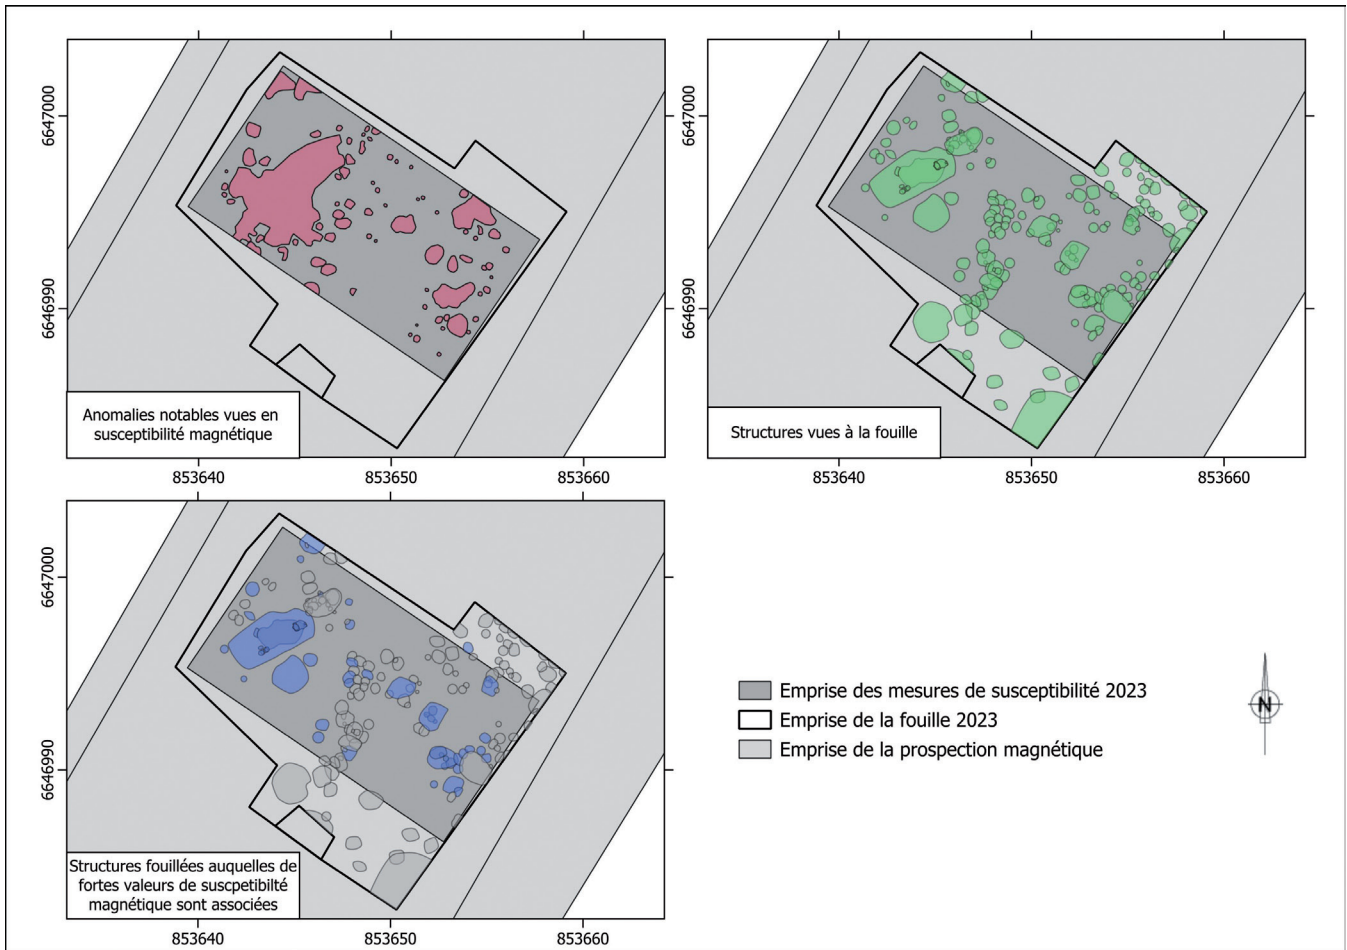 6647000
6646990
Anomalies notables vues en
susceptibilité magnétique
853640
853650
853660
6647000
6646990
Structures vues à la fouille
853640
853650
853660
6647000
6646990
Structures fouillées auquelles de
fortes valeurs de suscpetibilté
magnétique sont associées
853640
853650
853660
Emprise des mesures de susceptibilité 2023
Emprise de la fouille 2023
Emprise de la prospection magnétique
N